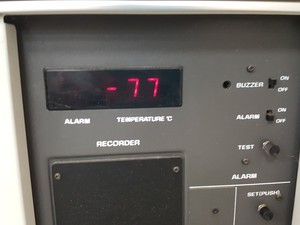 -77
ALARM TEMPERATURE °C
RECORDER
BUZZER ON
OFF
ALARM ON
OFF
TEST
ALARM
SET(PUSH)